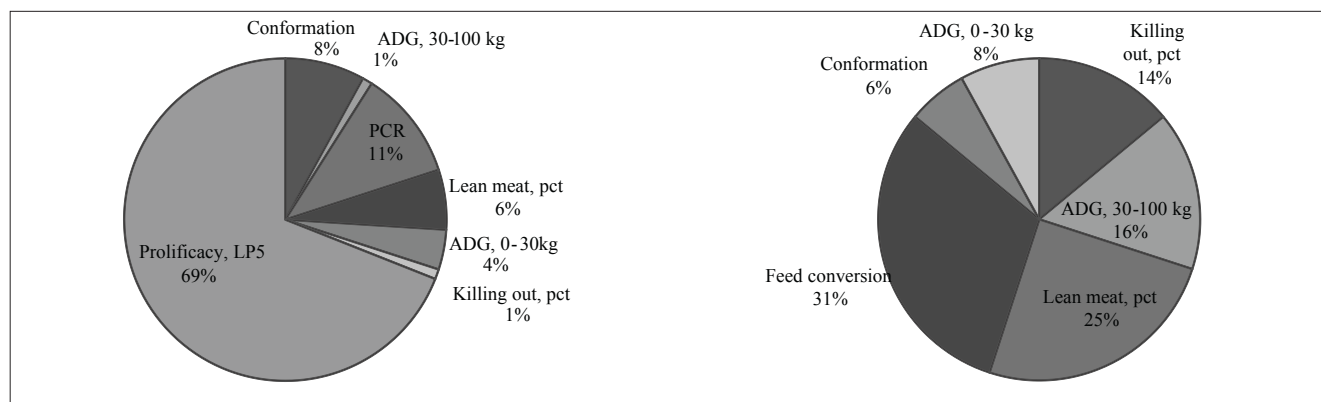 Conformation
8%
ADG, 30-100 kg
1%
PCR
11%
Lean meat, pct
6%
ADG, 0-30kg
4%
Killing out, pct
1%
Prolificacy, LP5
69%
ADG, 0-30 kg
8%
Killing
out, pct
14%
Conformation
6%
ADG, 30-100 kg
16%
Feed conversion
31%
Lean meat, pct
25%